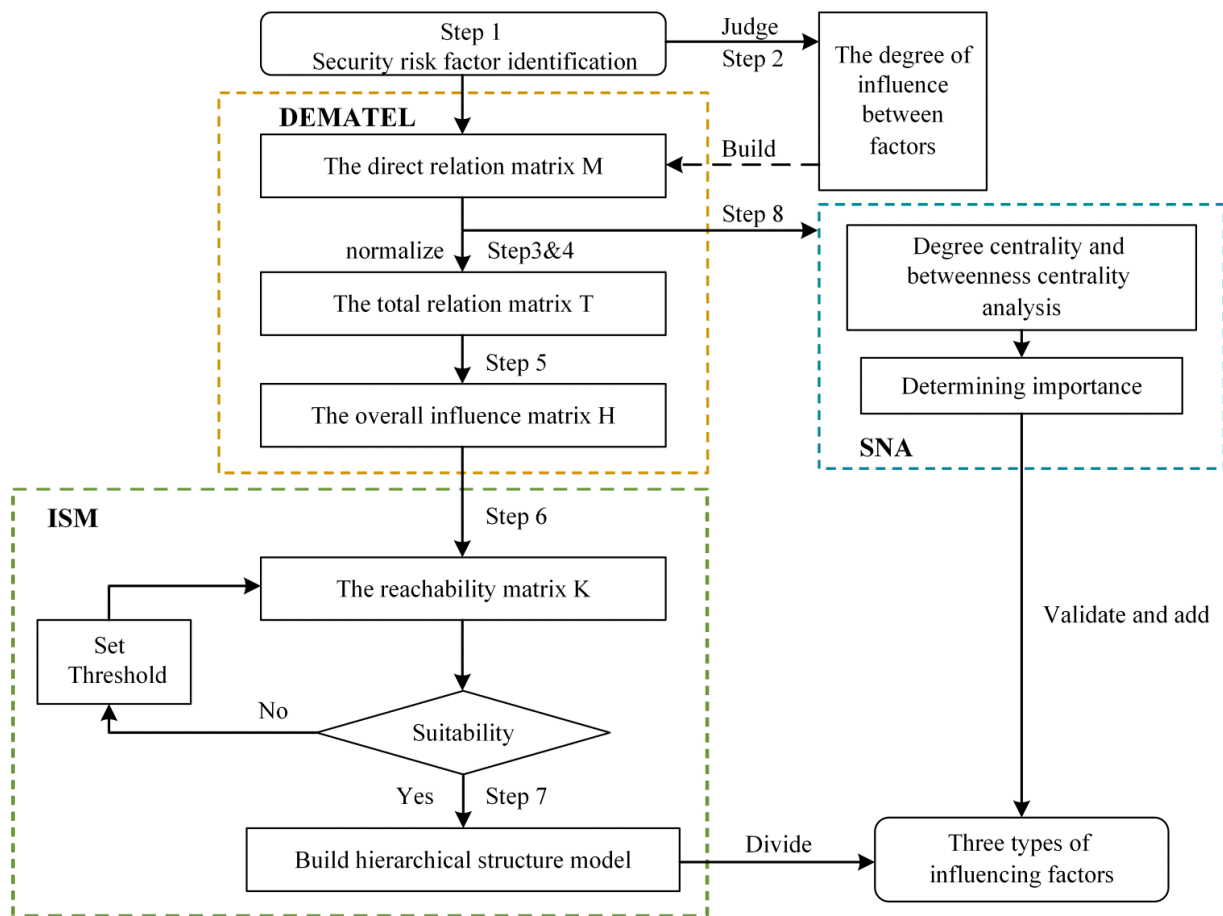 Step 1
Security risk factor identification
Judge
Step 2
The degree of
influence
between
factors
DEMATEL
The direct relation matrix M
Build
Step 8
normalize
Step3&4
The total relation matrix T
Step 5
The overall influence matrix H
Degree centrality and
betweenness centrality
analysis
Determining importance
SNA
ISM
Step 6
The reachability matrix K
Set
Threshold
No
Suitability
Yes
Step 7
Build hierarchical structure model
Divide
Validate and add
Three types of
influencing factors